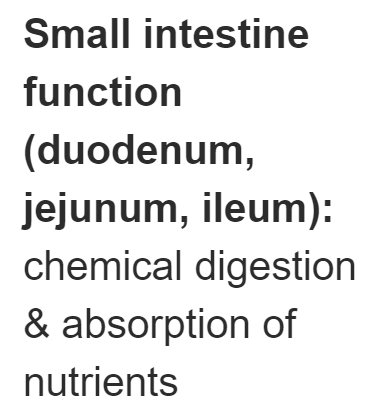 Small intestine
function
(duodenum,
jejunum, ileum):
chemical digestion
& absorption of
nutrients